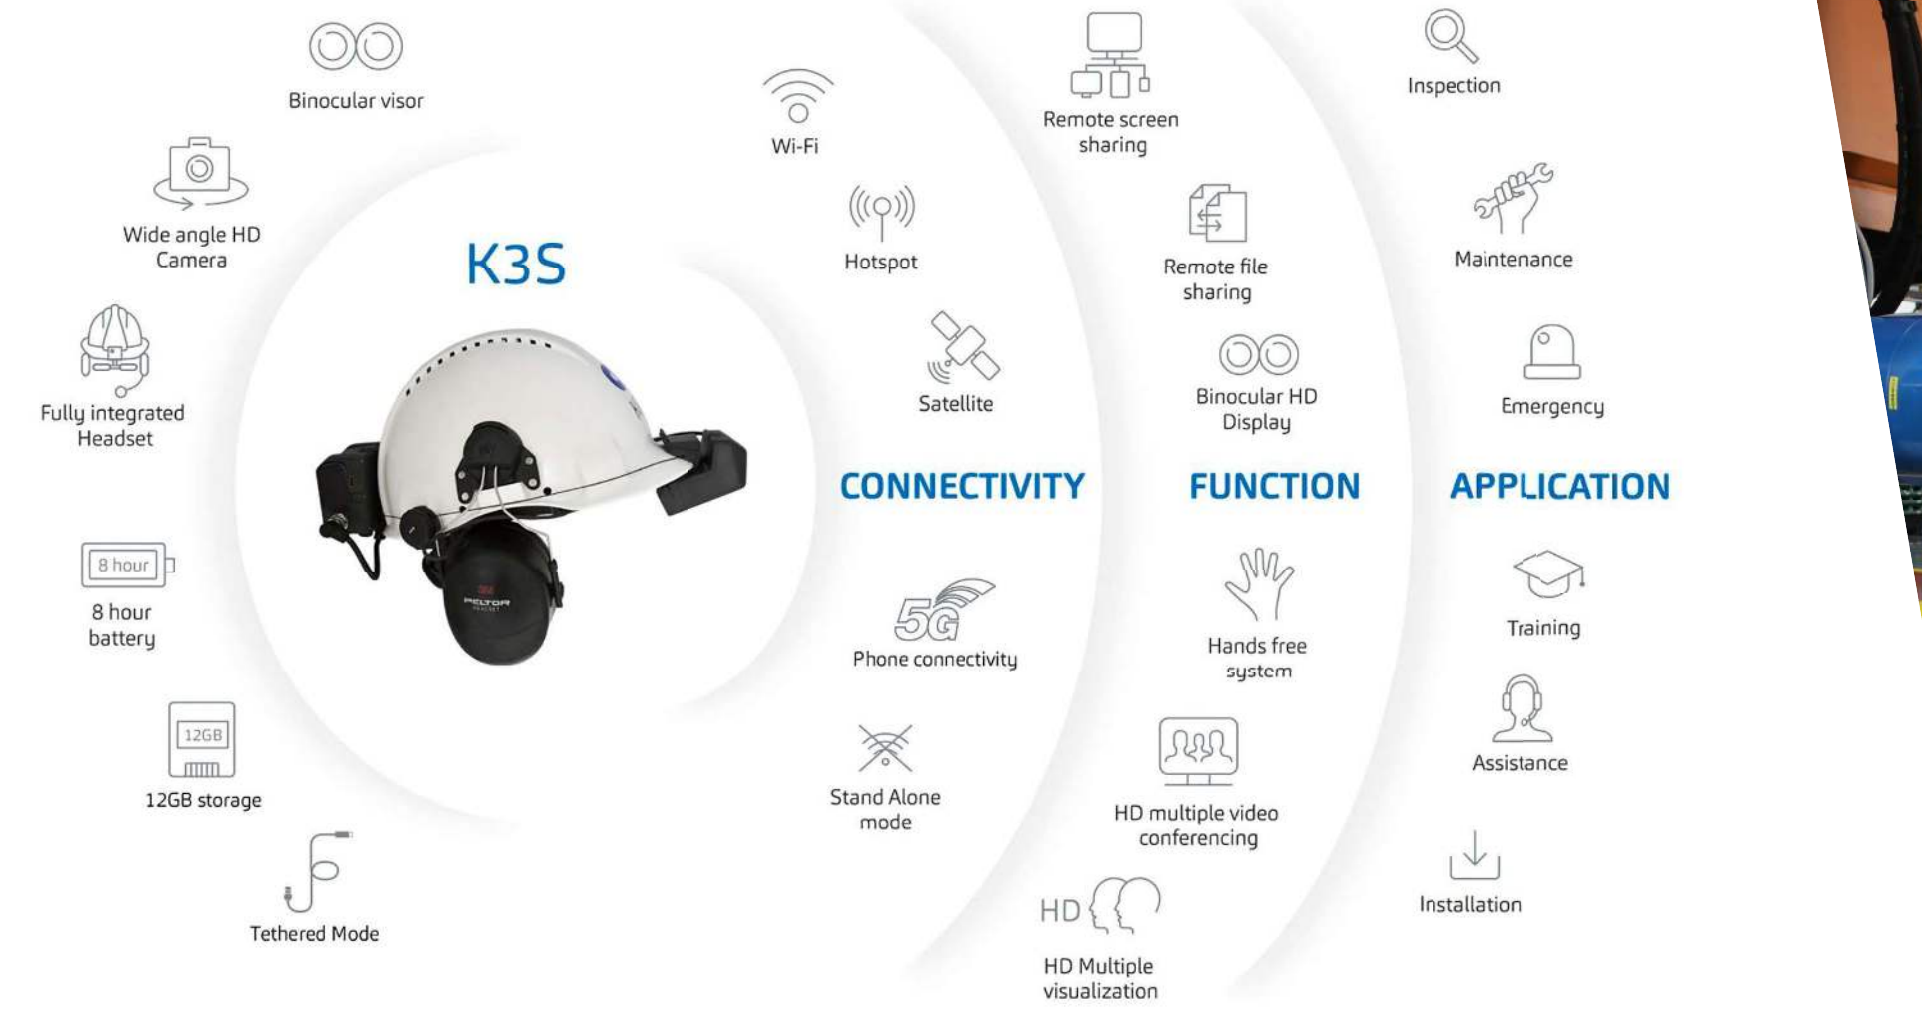 Binocular visor
Wide angle HD
Camera
Fully integrated
Headset
8 hour
8 hour
battery
12GB
12GB storage
Tethered Mode
K3S
PELTOR
HEADSET
Wi-Fi
Hotspot
Satellite
CONNECTIVITY
5G
Phone connectivity
Stand Alone
mode
Remote screen
sharing
Remote file
sharing
Binocular HD
Display
FUNCTION
Hands free
system
HD multiple video
conferencing
HD
HD Multiple
visualization
Inspection
Maintenance
Emergency
APPLICATION
Training
Assistance
Installation